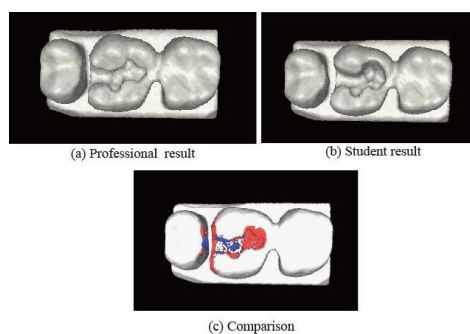 (a) Professional result
(b) Student result
(c) Comparison